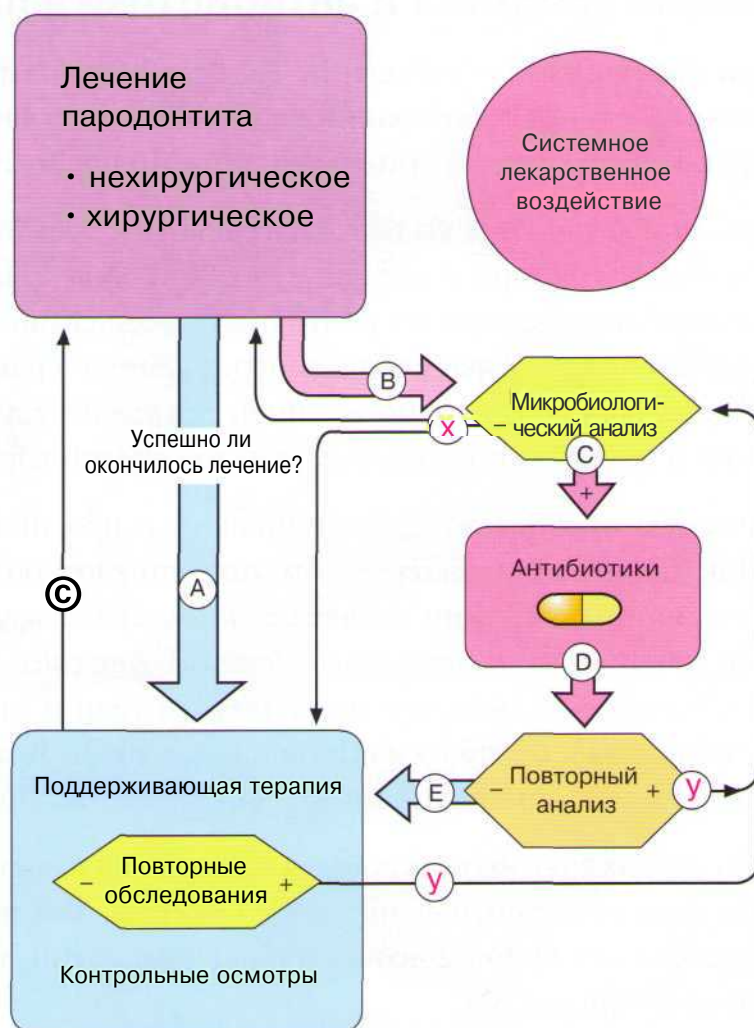 Лечение
пародонтита
• нехирургическое
• хирургическое
Системное
лекарственное
воздействие
B
Микробиологи-
x - ческий анализ
Успешно ли
окончилось лечение?
C
+
©
A
Антибиотики
D
Поддерживающая терапия
E
- Повторный + y
анализ
- Повторные +
обследования
y
Контрольные осмотры